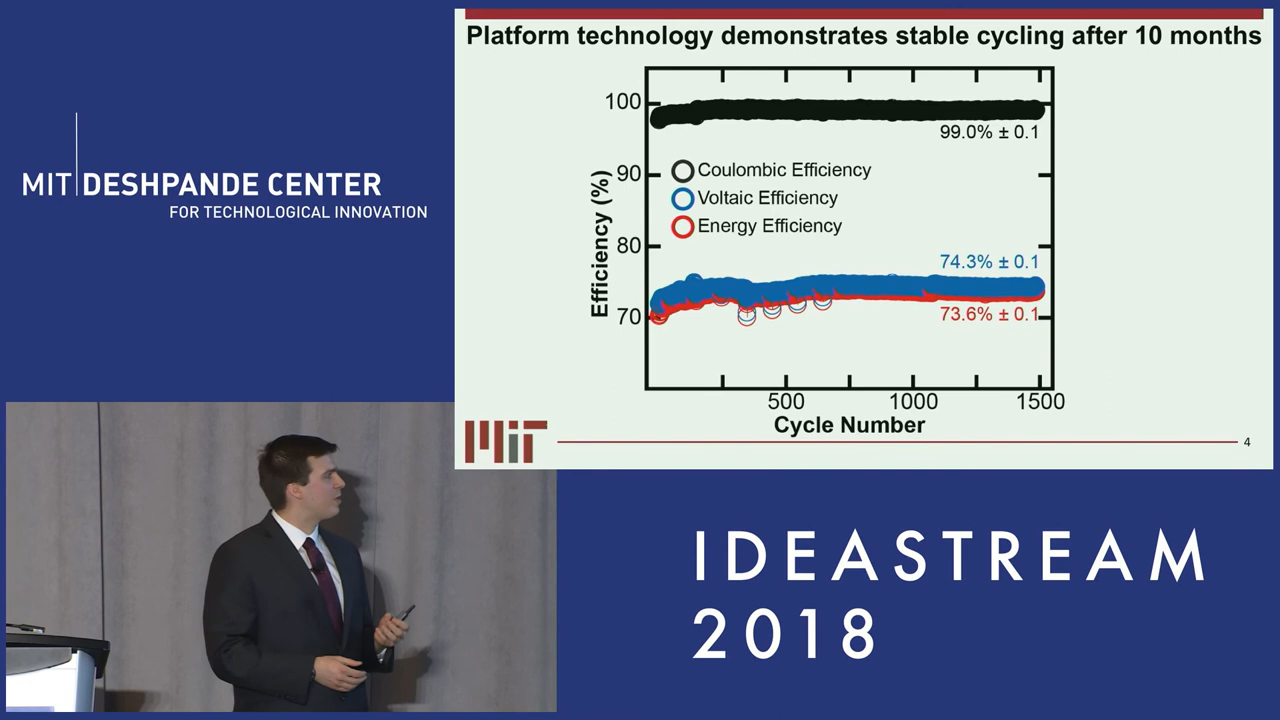 MIT DESHPANDE CENTER
FOR TECHNOLOGICAL INNOVATION
Platform technology demonstrates stable cycling after 10 months
Efficiency (%)
100
90
80
70
99.0% ± 0.1
Coulombic Efficiency
Voltaic Efficiency
Energy Efficiency
74.3% ± 0.1
73.6% ± 0.1
500 1000 1500
Cycle Number
MIT
4
IDEASTREAM
2018